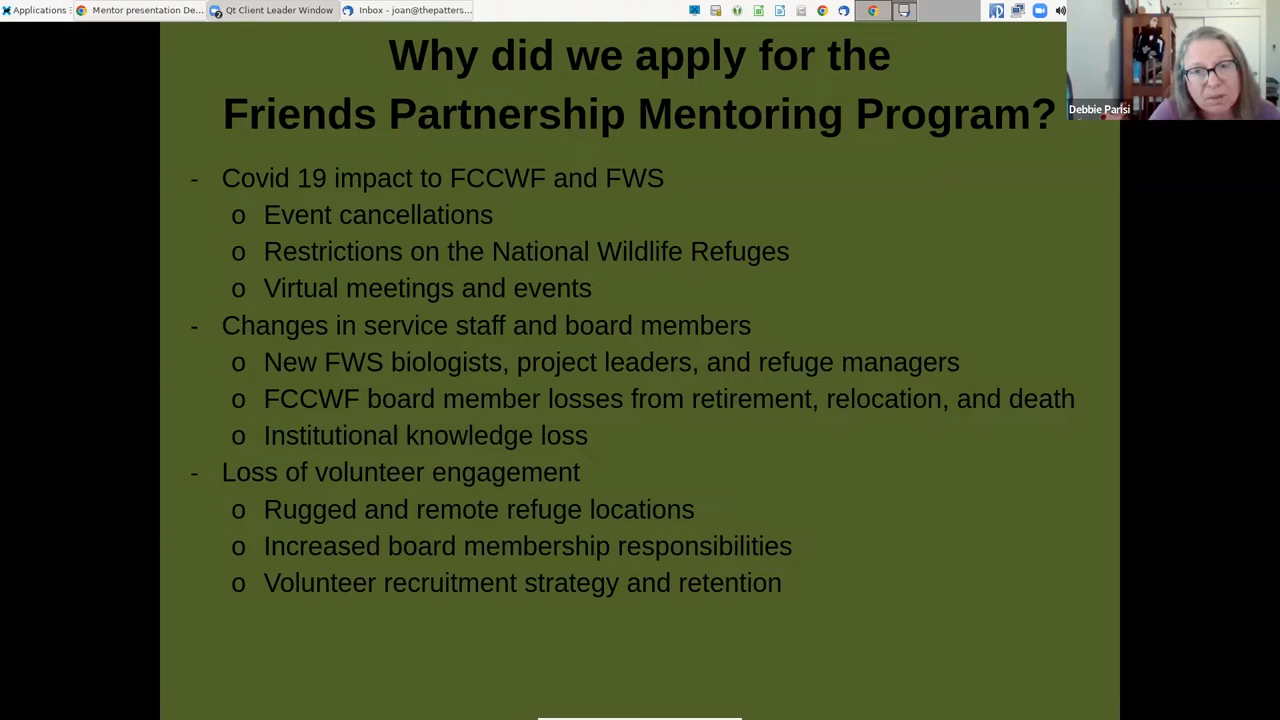 Applications
Mentor presentation De...
Qt Client Leader Window
Inbox - joan@thepatters...
Why did we apply for the
Friends Partnership Mentoring Program?
Debbie Parisi
- Covid 19 impact to FCCWF and FWS
o Event cancellations
o Restrictions on the National Wildlife Refuges
o Virtual meetings and events
- Changes in service staff and board members
o New FWS biologists, project leaders, and refuge managers
o FCCWF board member losses from retirement, relocation, and death
o Institutional knowledge loss
- Loss of volunteer engagement
o Rugged and remote refuge locations
o Increased board membership responsibilities
o Volunteer recruitment strategy and retention